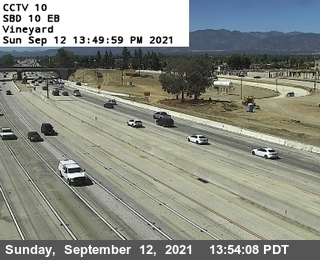 CCTV 10
SBD 10 EB
Vineyard
Sun Sep 12 13:49:59 PM 2021
Sunday, September 12, 2021 13:54:08 PDT